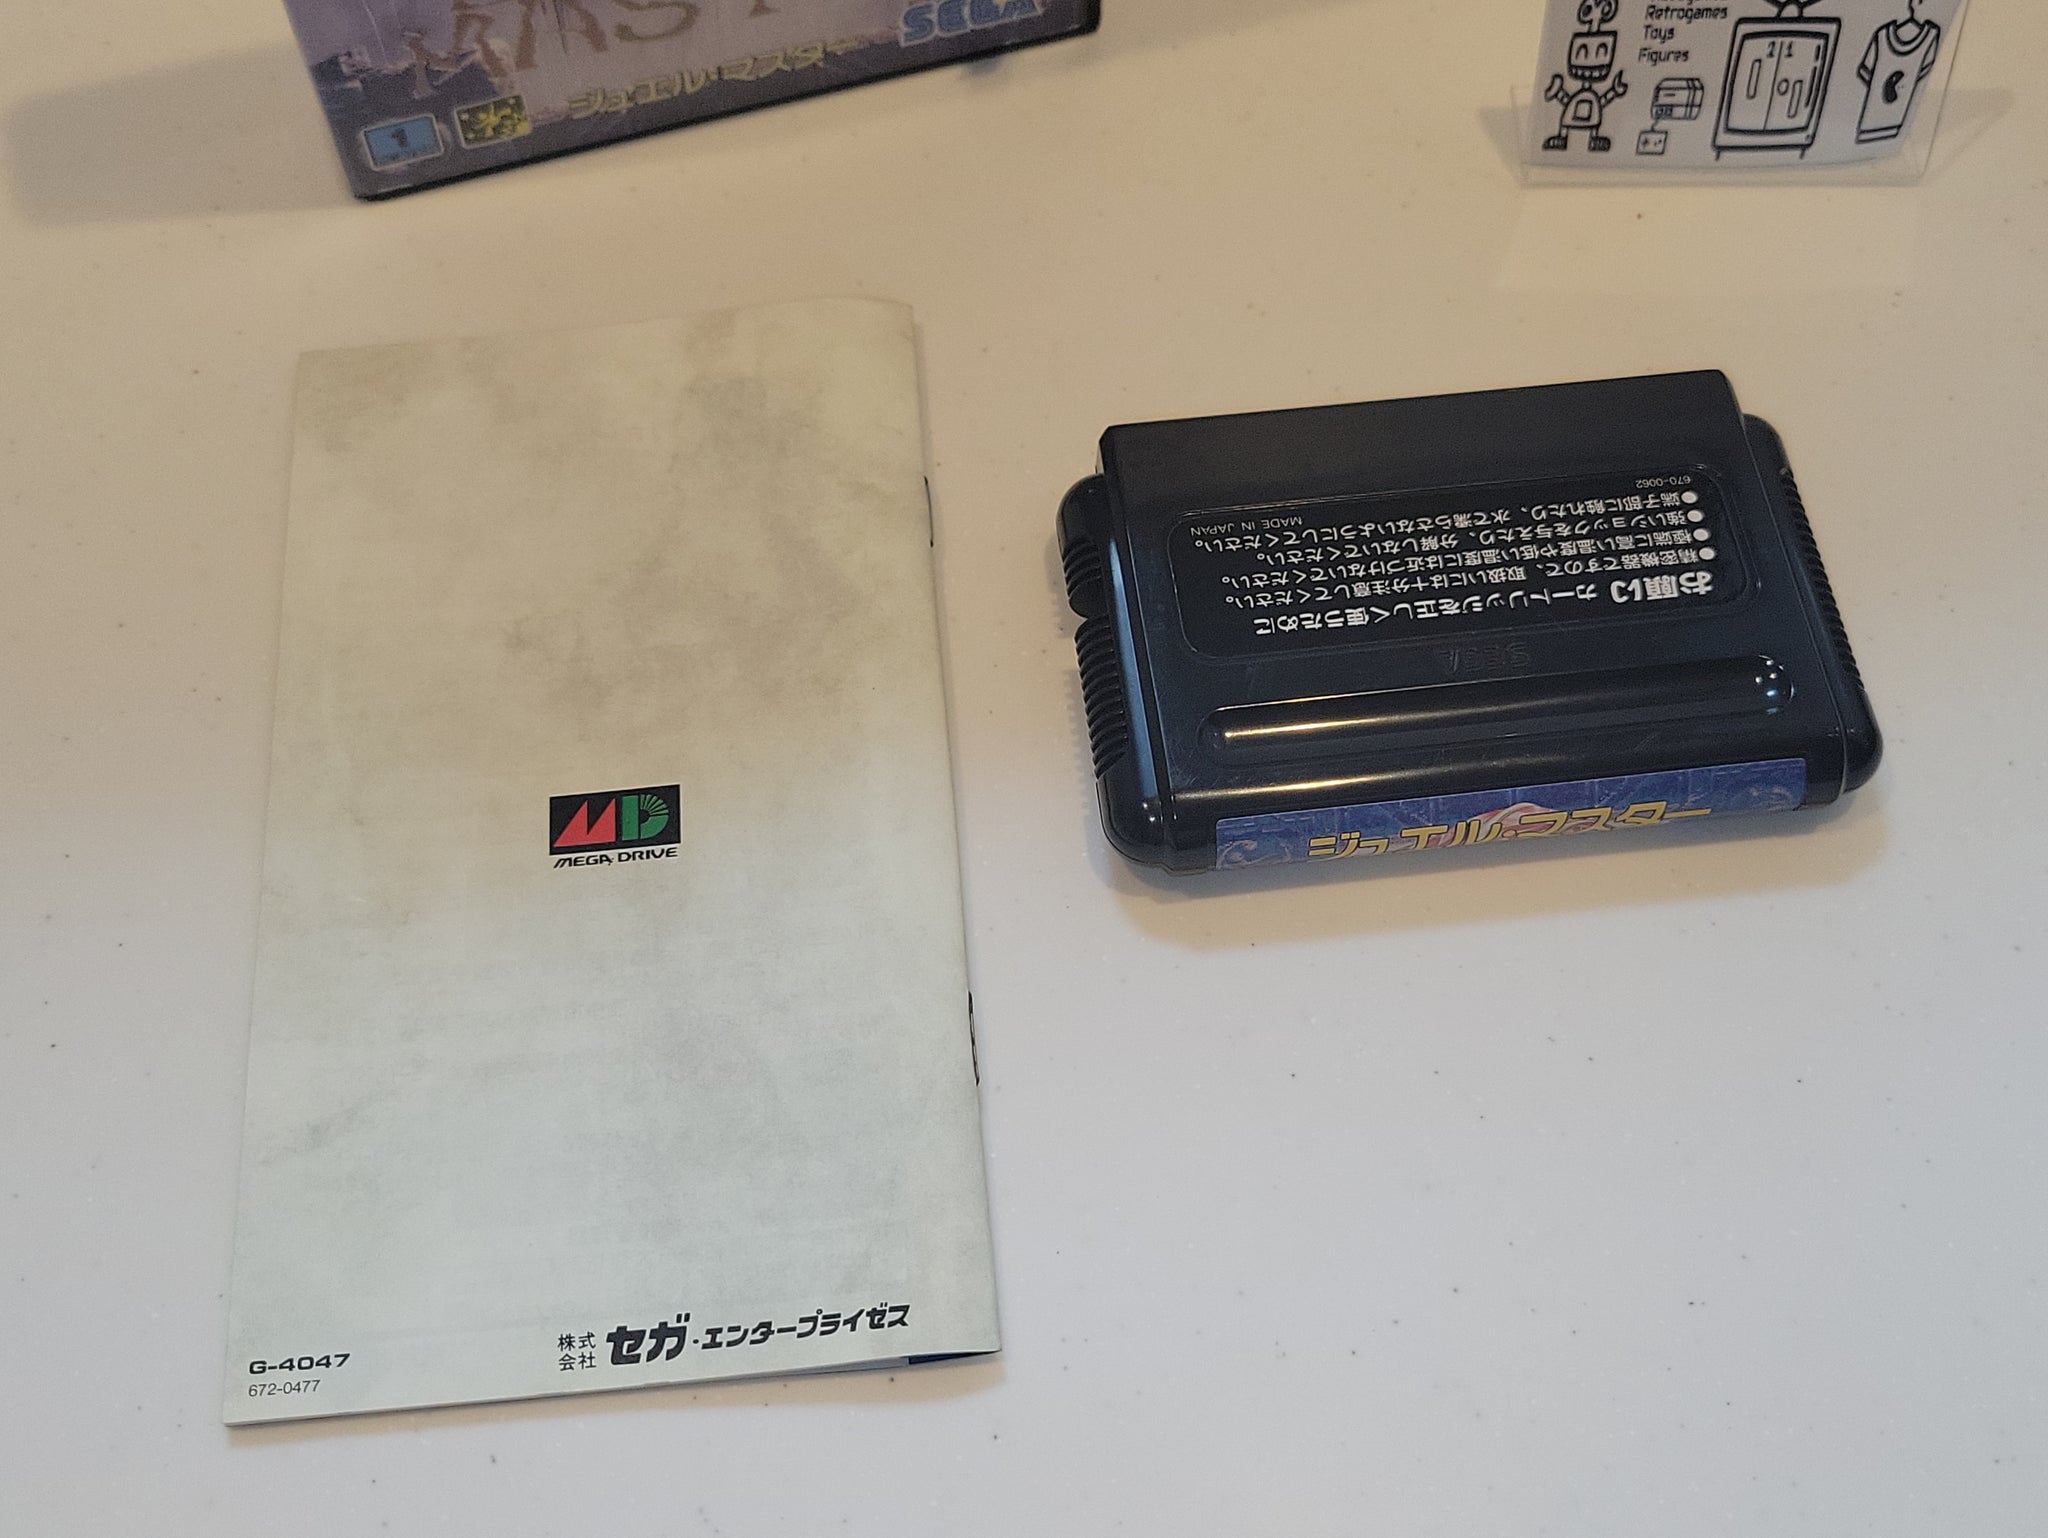 SEGA
ジュエル・マスター
1
Retrogames
Toys
Figures
MEGA DRIVE
株式会社 セガ・エンタープライゼス
G-4047
672-0477
お願い カートリッジを正しく使うために
●精密機器ですので、取扱いには十分注意してください。
●極端に高い温度や低い温度には近づけないでください。
●強いショックを与えたり、分解しないでください。
●端子部に触れたり、水で濡らさないようにしてください。
670-0062
MADE IN JAPAN
SEGA
ジュエル・マスター